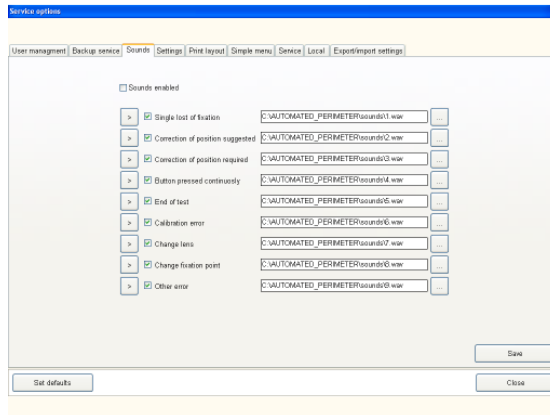 Service options
User managment Backup service Sounds Settings Print layout Simple menu Service Local Export/import settings
Sounds enabled
> Single lost of fixation C:\AUTOMATED_PERIMETER\sounds\1.wav ...
> Correction of position suggested C:\AUTOMATED_PERIMETER\sounds\2.wav ...
> Correction of position required C:\AUTOMATED_PERIMETER\sounds\3.wav ...
> Button pressed continuously C:\AUTOMATED_PERIMETER\sounds\4.wav ...
> End of test C:\AUTOMATED_PERIMETER\sounds\5.wav ...
> Calibration error C:\AUTOMATED_PERIMETER\sounds\6.wav ...
> Change lens C:\AUTOMATED_PERIMETER\sounds\7.wav ...
> Change fixation point C:\AUTOMATED_PERIMETER\sounds\8.wav ...
> Other error C:\AUTOMATED_PERIMETER\sounds\9.wav ...
Save
Set defaults Close